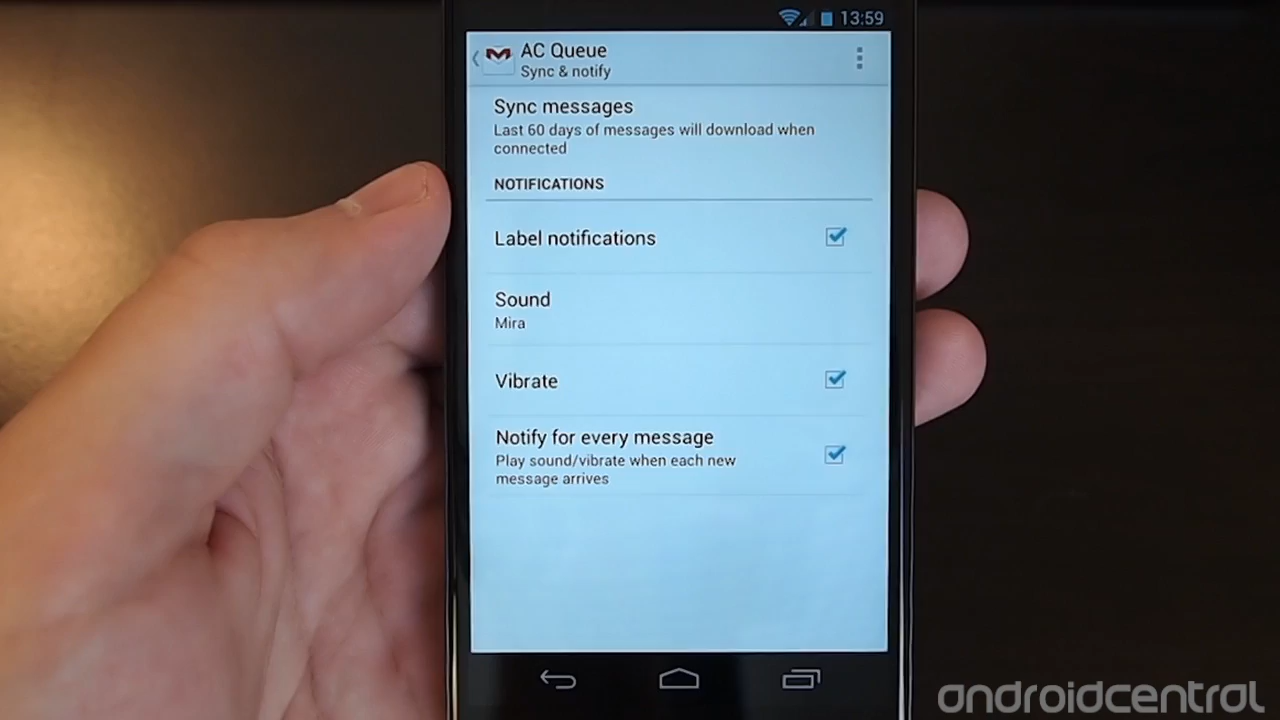 13:59
AC Queue
Sync & notify
Sync messages
Last 60 days of messages will download when
connected
NOTIFICATIONS
Label notifications
Sound
Mira
Vibrate
Notify for every message
Play sound/vibrate when each new
message arrives
androidcentral